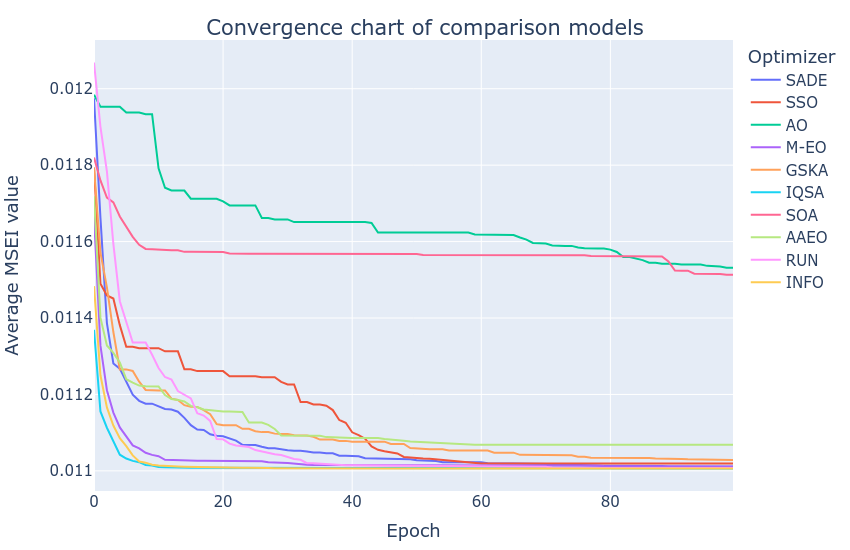 Convergence chart of comparison models
Average MSEI value
0.012
0.0118
0.0116
0.0114
0.0112
0.011
0
20
40
60
80
Epoch
Optimizer
SADE
SSO
AO
M-EO
GSKA
IQSA
SOA
AAEO
RUN
INFO